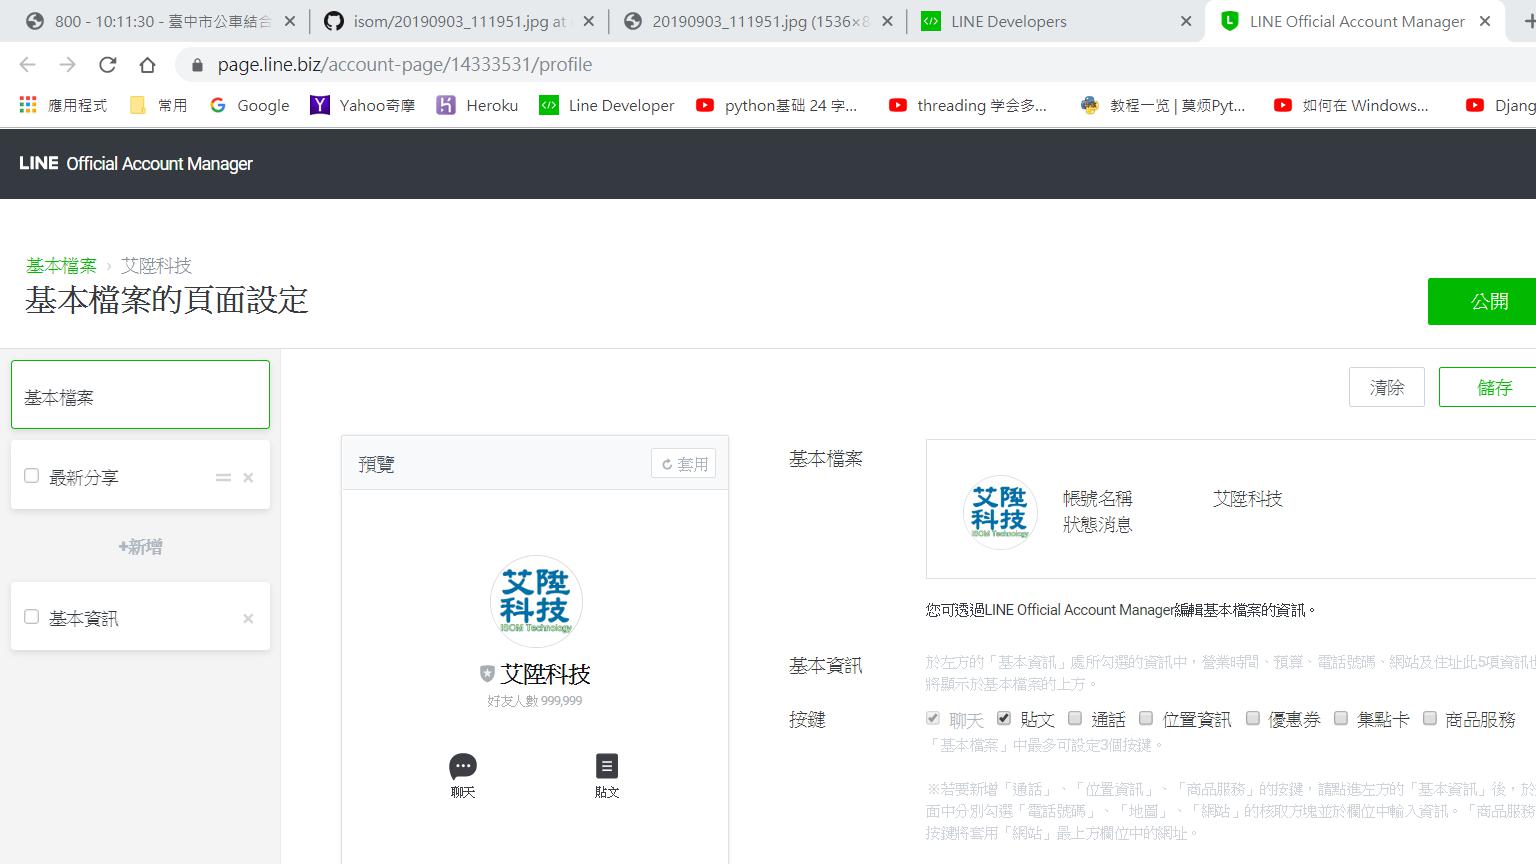 800 - 10:11:30 - 臺中市公車結合
isom/20190903_111951.jpg at
20190903_111951.jpg (1536×8
LINE Developers
LINE Official Account Manager
page.line.biz/account-page/14333531/profile
應用程式
常用
Google
Yahoo奇摩
Heroku
Line Developer
python基础 24 字...
threading 学会多...
教程一览 | 莫烦Pyt...
如何在 Windows...
Djang
LINE Official Account Manager
基本檔案 › 艾陞科技
基本檔案的頁面設定
公開
基本檔案
最新分享
+新增
基本資訊
清除
儲存
預覽
套用
艾陞
科技
ISOM Technology
艾陞科技
好友人數 999,999
聊天
貼文
基本檔案
艾陞
科技
ISOM Technology
帳號名稱 艾陞科技
狀態消息
您可透過LINE Official Account Manager編輯基本檔案的資訊。
基本資訊
於左方的「基本資訊」處所勾選的資訊中，營業時間、預算、電話號碼、網站及住址此5項資訊也
將顯示於基本檔案的上方。
按鍵
聊天 貼文 通話 位置資訊 優惠券 集點卡 商品服務
「基本檔案」中最多可設定3個按鍵。
※若要新增「通話」、「位置資訊」、「商品服務」的按鍵，請點進左方的「基本資訊」後，於
面中分別勾選「電話號碼」、「地圖」、「網站」的核取方塊並於欄位中輸入資訊。「商品服務
按鍵將套用「網站」最上方欄位中的網址。